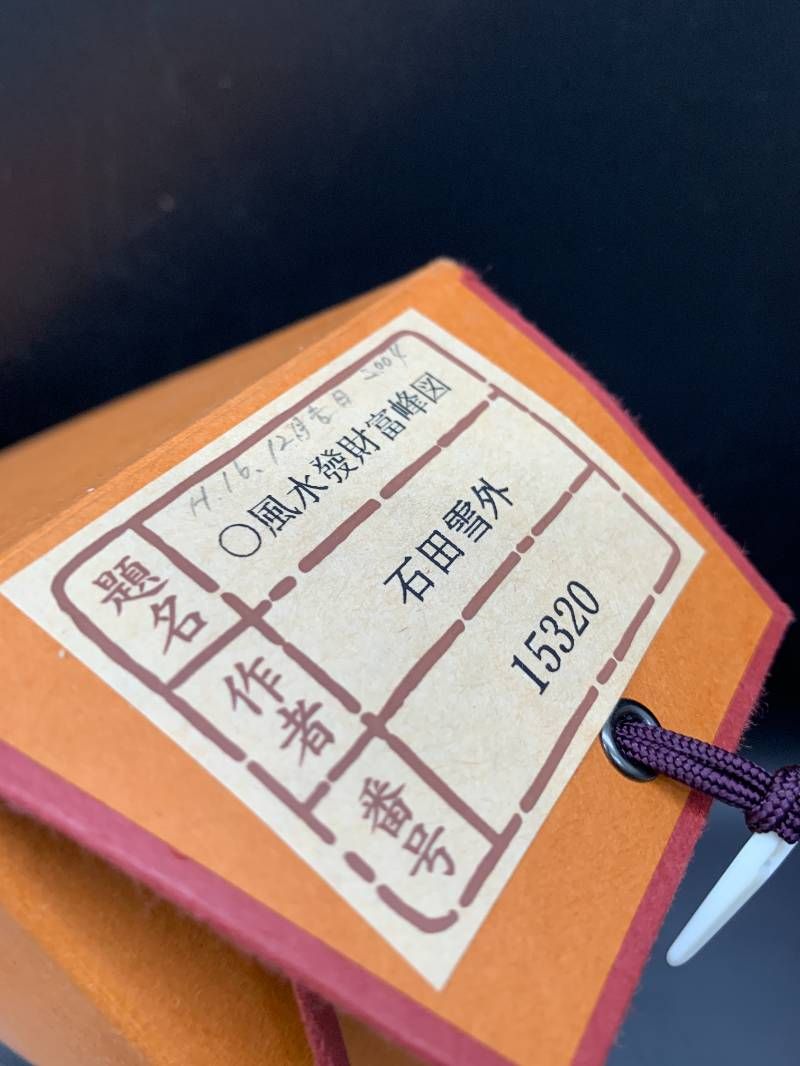 H.16.12月吉日 2004
題名
○風水發財富峰図
作者
石田雪外
番号
15320